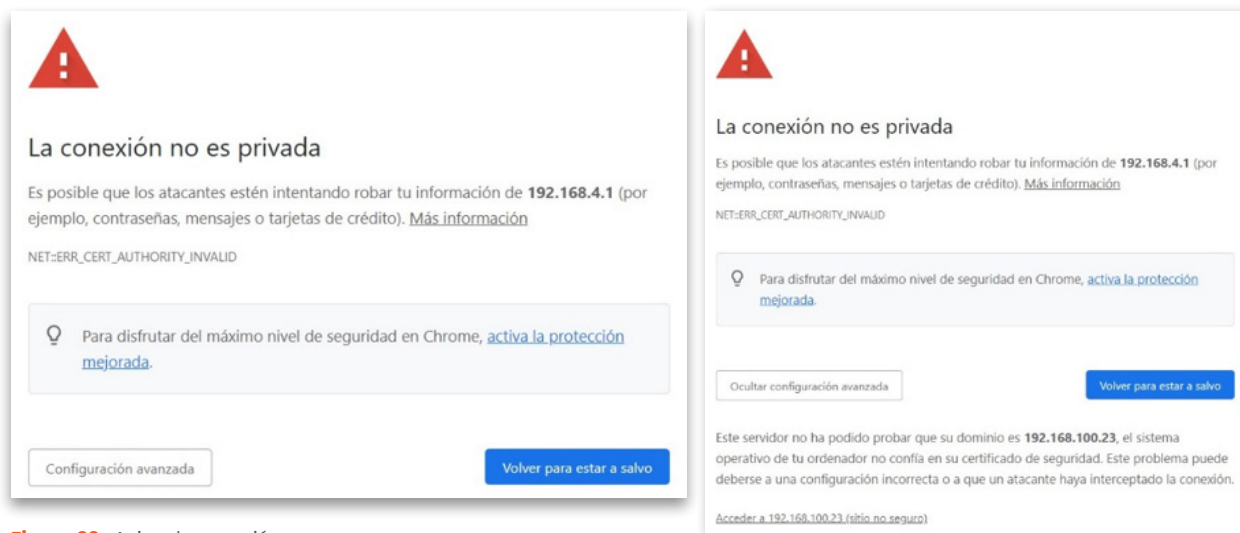 La conexión no es privada
Es posible que los atacantes estén intentando robar tu información de 192.168.4.1 (por
ejemplo, contraseñas, mensajes o tarjetas de crédito). Más información
NET::ERR_CERT_AUTHORITY_INVALID
Para disfrutar del máximo nivel de seguridad en Chrome, activa la protección
mejorada.
Configuración avanzada
Volver para estar a salvo
La conexión no es privada
Es posible que los atacantes estén intentando robar tu información de 192.168.4.1 (por
ejemplo, contraseñas, mensajes o tarjetas de crédito). Más información
NET::ERR_CERT_AUTHORITY_INVALID
Para disfrutar del máximo nivel de seguridad en Chrome, activa la protección
mejorada.
Ocultar configuración avanzada
Volver para estar a salvo
Este servidor no ha podido probar que su dominio es 192.168.100.23, el sistema
operativo de tu ordenador no confía en su certificado de seguridad. Este problema puede
deberse a una configuración incorrecta o a que un atacante haya interceptado la conexión.
Acceder a 192.168.100.23 (sitio no seguro)